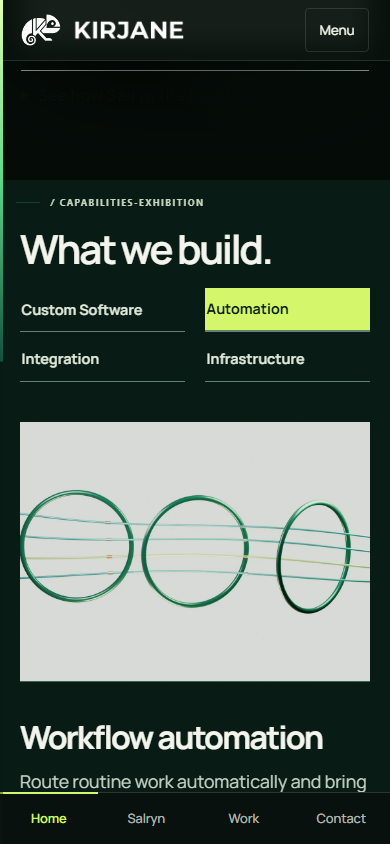 KIRJANE
Menu
/ CAPABILITIES-EXHIBITION
What we build.
Custom Software
Automation
Integration
Infrastructure
Workflow automation
Route routine work automatically and bring
Home
Salryn
Work
Contact